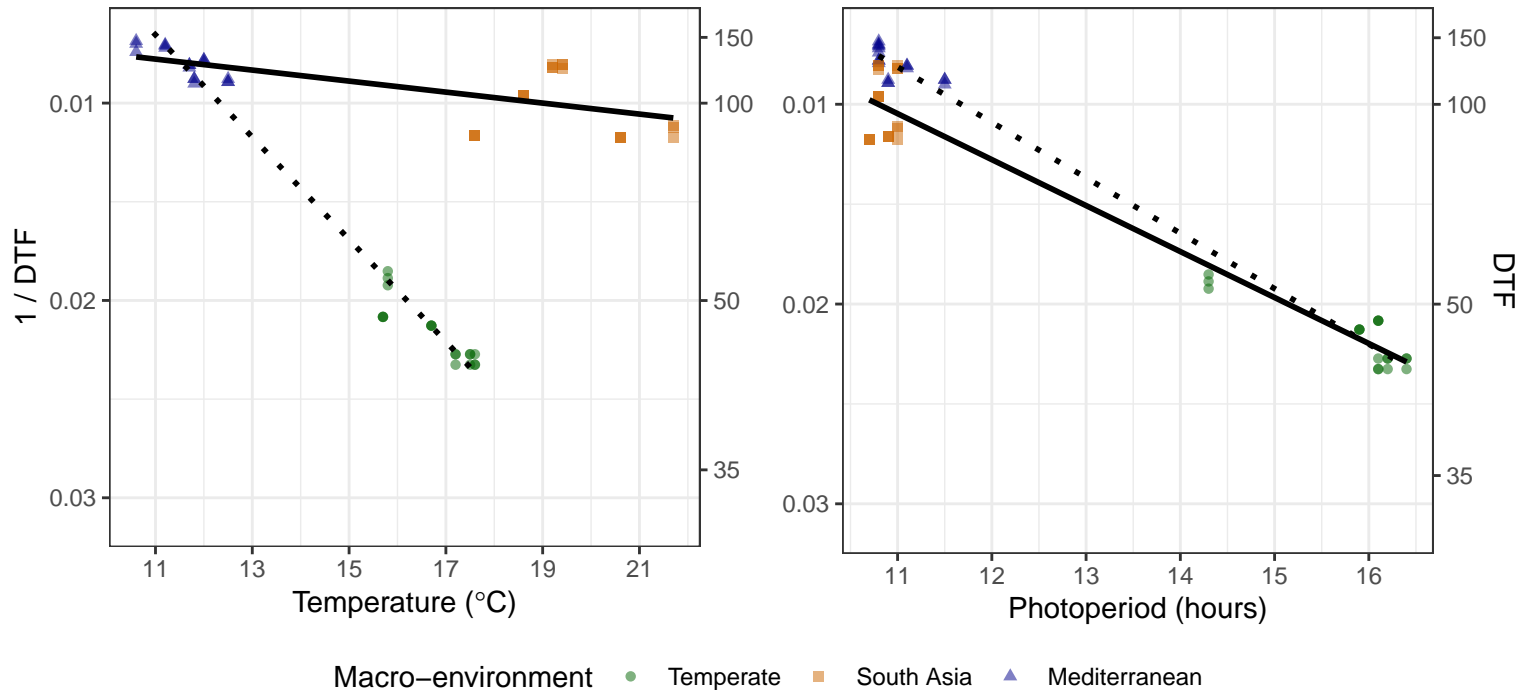 1 / DTF
0.01
0.02
0.03
150
100
50
35
11 13 15 17 19 21
Temperature (°C)
0.01
0.02
0.03
150
100
50
35
DTF
11 12 13 14 15 16
Photoperiod (hours)
Macro−environment Temperate South Asia Mediterranean